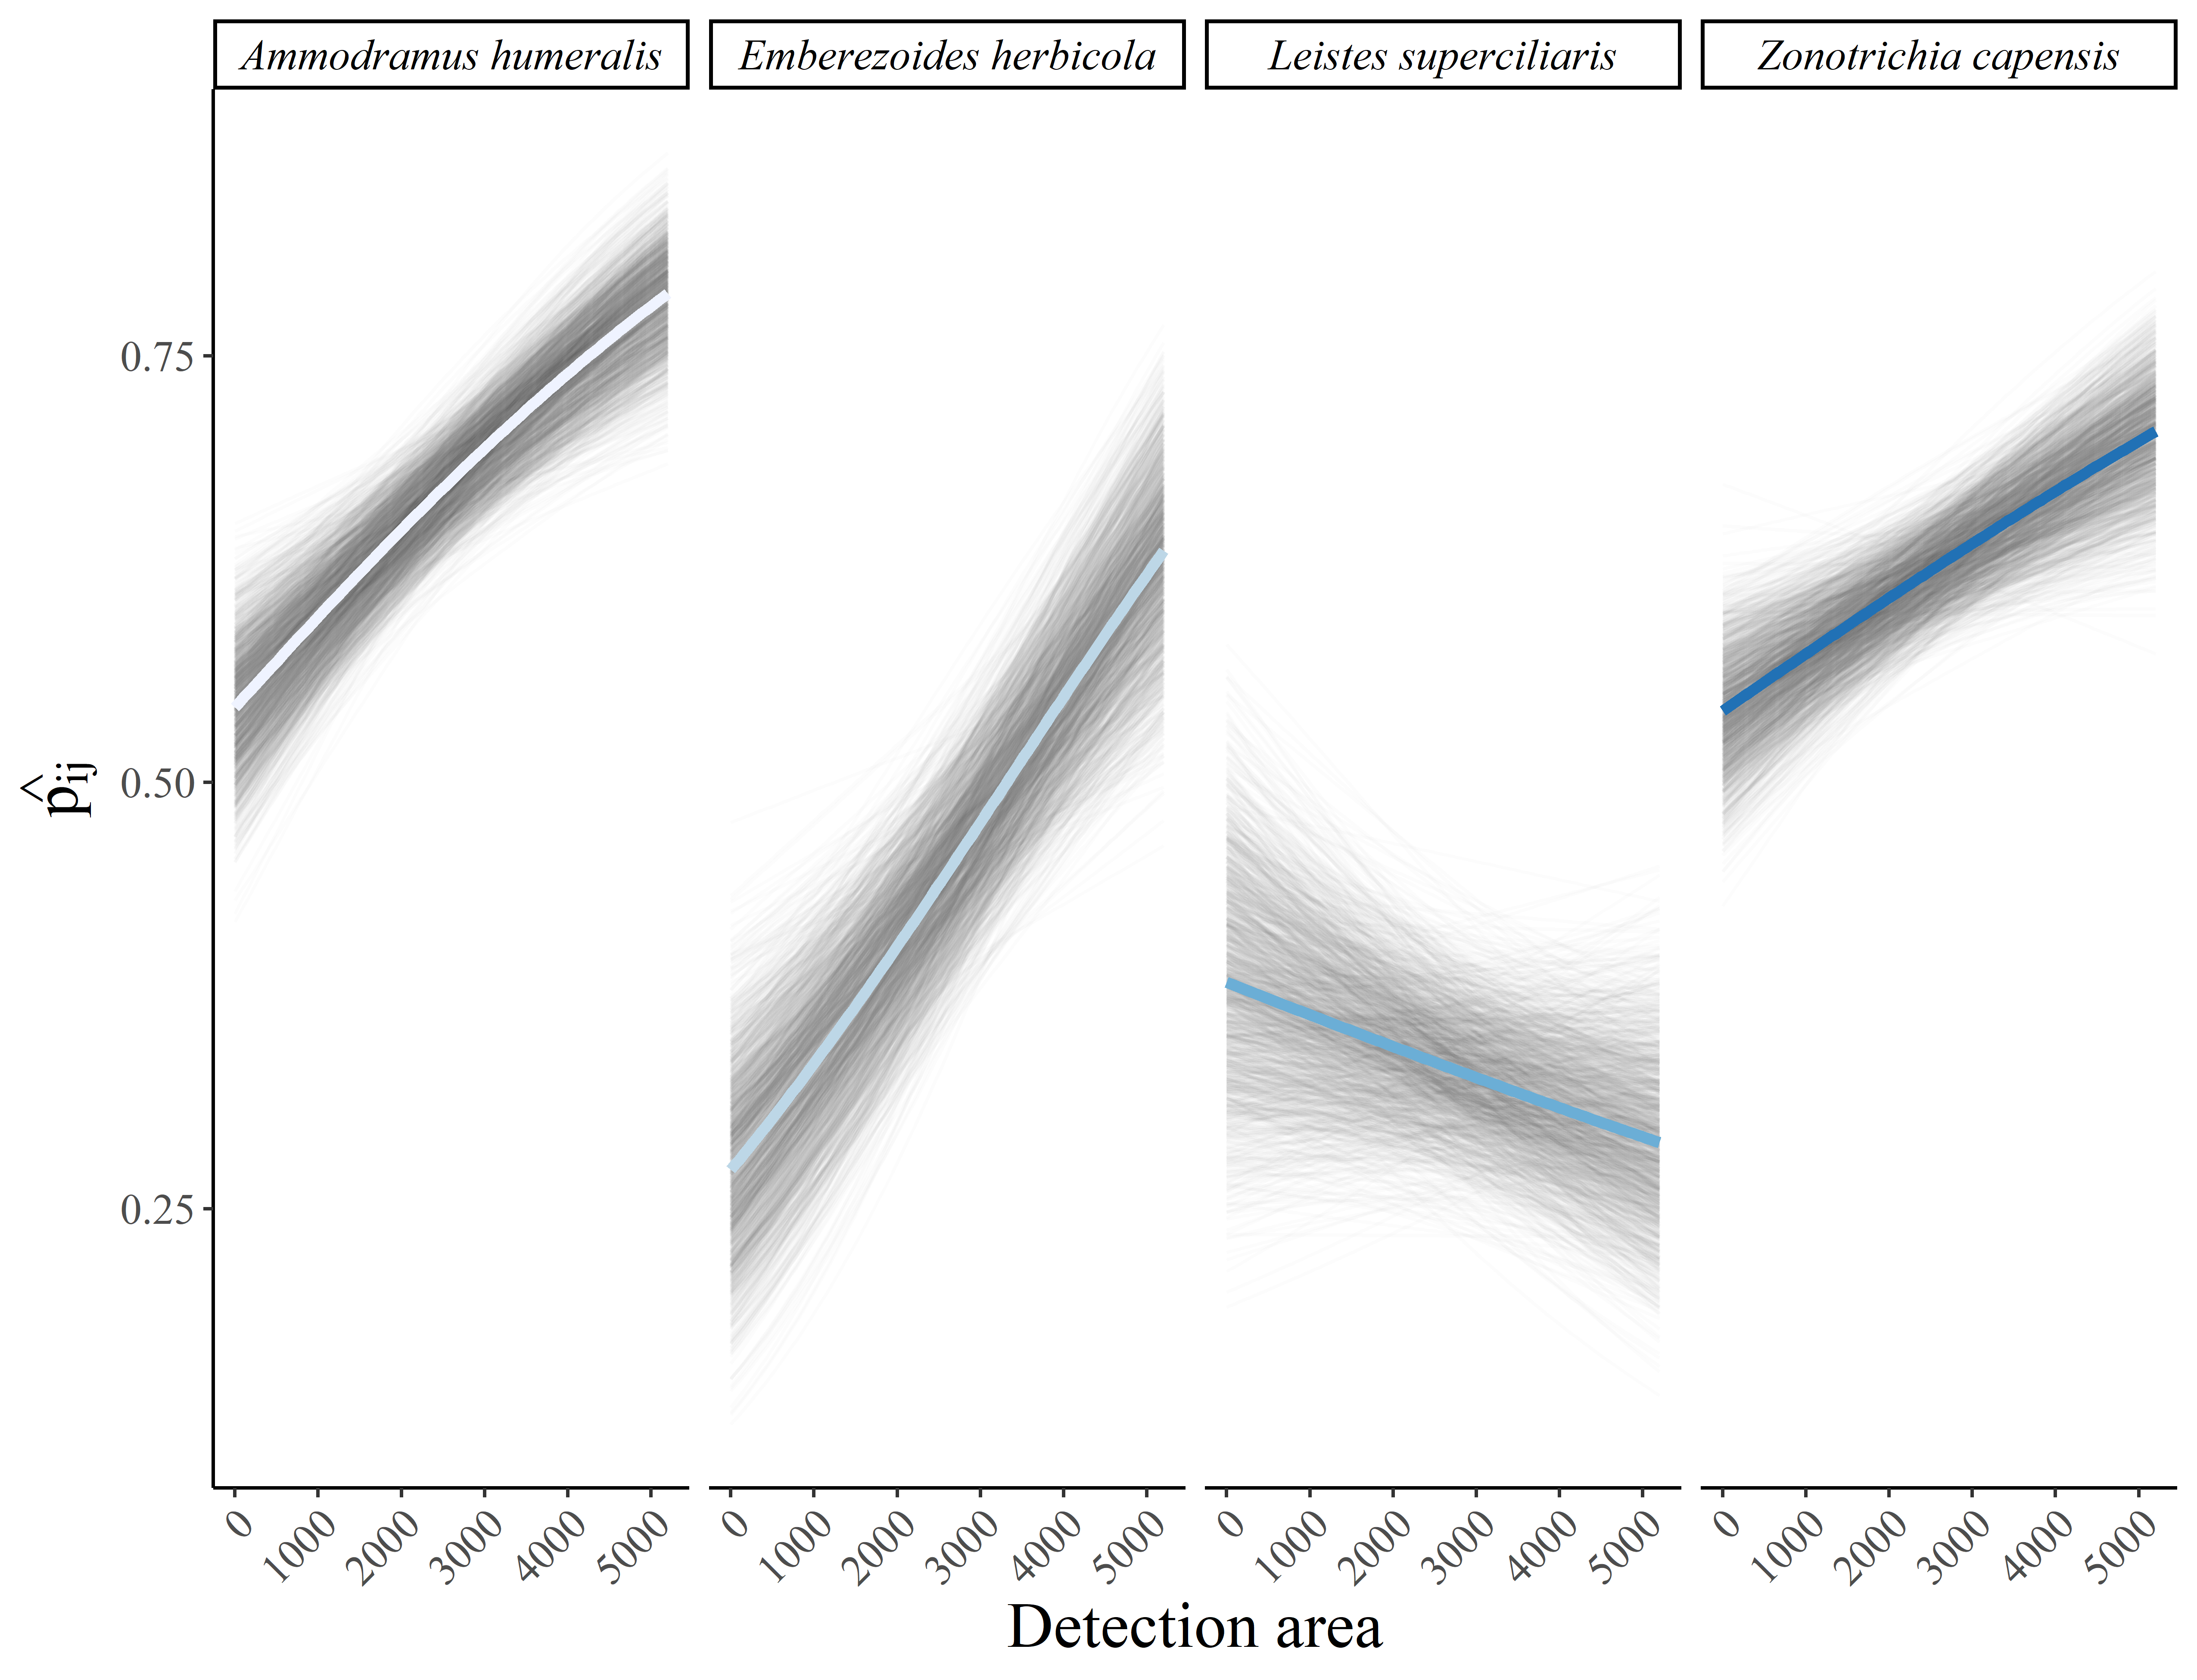 Ammodramus humeralis
Emberezoides herbicola
Leistes superciliaris
Zonotrichia capensis
0.75
0.50
0.25
p̂ij
0 1000 2000 3000 4000 5000
0 1000 2000 3000 4000 5000
0 1000 2000 3000 4000 5000
0 1000 2000 3000 4000 5000
Detection area